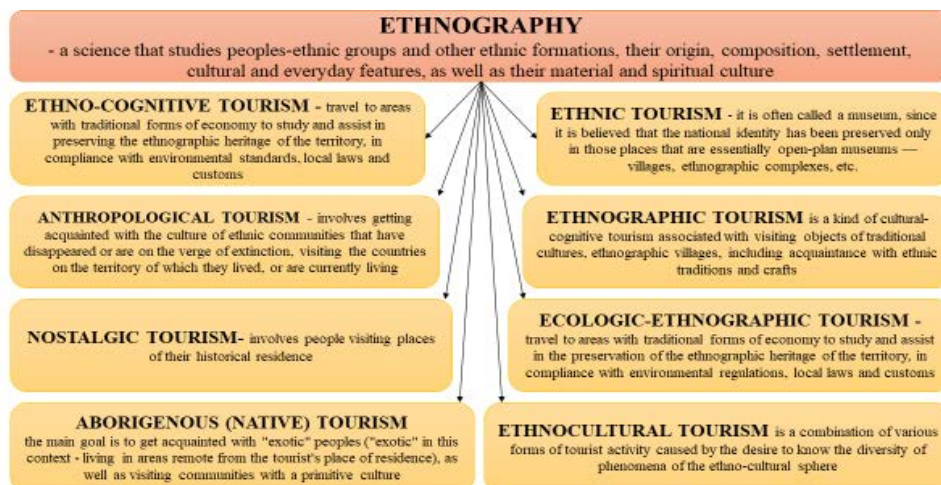 ETHNOGRAPHY
- a science that studies peoples-ethnic groups and other ethnic formations, their origin, composition, settlement,
cultural and everyday features, as well as their material and spiritual culture
ETHNO-COGNITIVE TOURISM - travel to areas
with traditional forms of economy to study and assist in
preserving the ethnographic heritage of the territory, in
compliance with environmental standards, local laws and
customs
ETHNIC TOURISM - it is often called a museum, since
it is believed that the national identity has been preserved only
in those places that are essentially open-plan museums —
villages, ethnographic complexes, etc.
ANTHROPOLOGICAL TOURISM - involves getting
acquainted with the culture of ethnic communities that have
disappeared or are on the verge of extinction, visiting the countries
on the territory of which they lived, or are currently living
ETHNOGRAPHIC TOURISM is a kind of cultural-
cognitive tourism associated with visiting objects of traditional
cultures, ethnographic villages, including acquaintance with ethnic
traditions and crafts
NOSTALGIC TOURISM- involves people visiting places
of their historical residence
ECOLOGIC-ETHNOGRAPHIC TOURISM -
travel to areas with traditional forms of economy to study and assist
in the preservation of the ethnographic heritage of the territory, in
compliance with environmental regulations, local laws and customs
ABORIGENOUS (NATIVE) TOURISM
the main goal is to get acquainted with "exotic" peoples ("exotic" in this
context - living in areas remote from the tourist's place of residence), as
well as visiting communities with a primitive culture
ETHNOCULTURAL TOURISM is a combination of various
forms of tourist activity caused by the desire to know the diversity of
phenomena of the ethno-cultural sphere